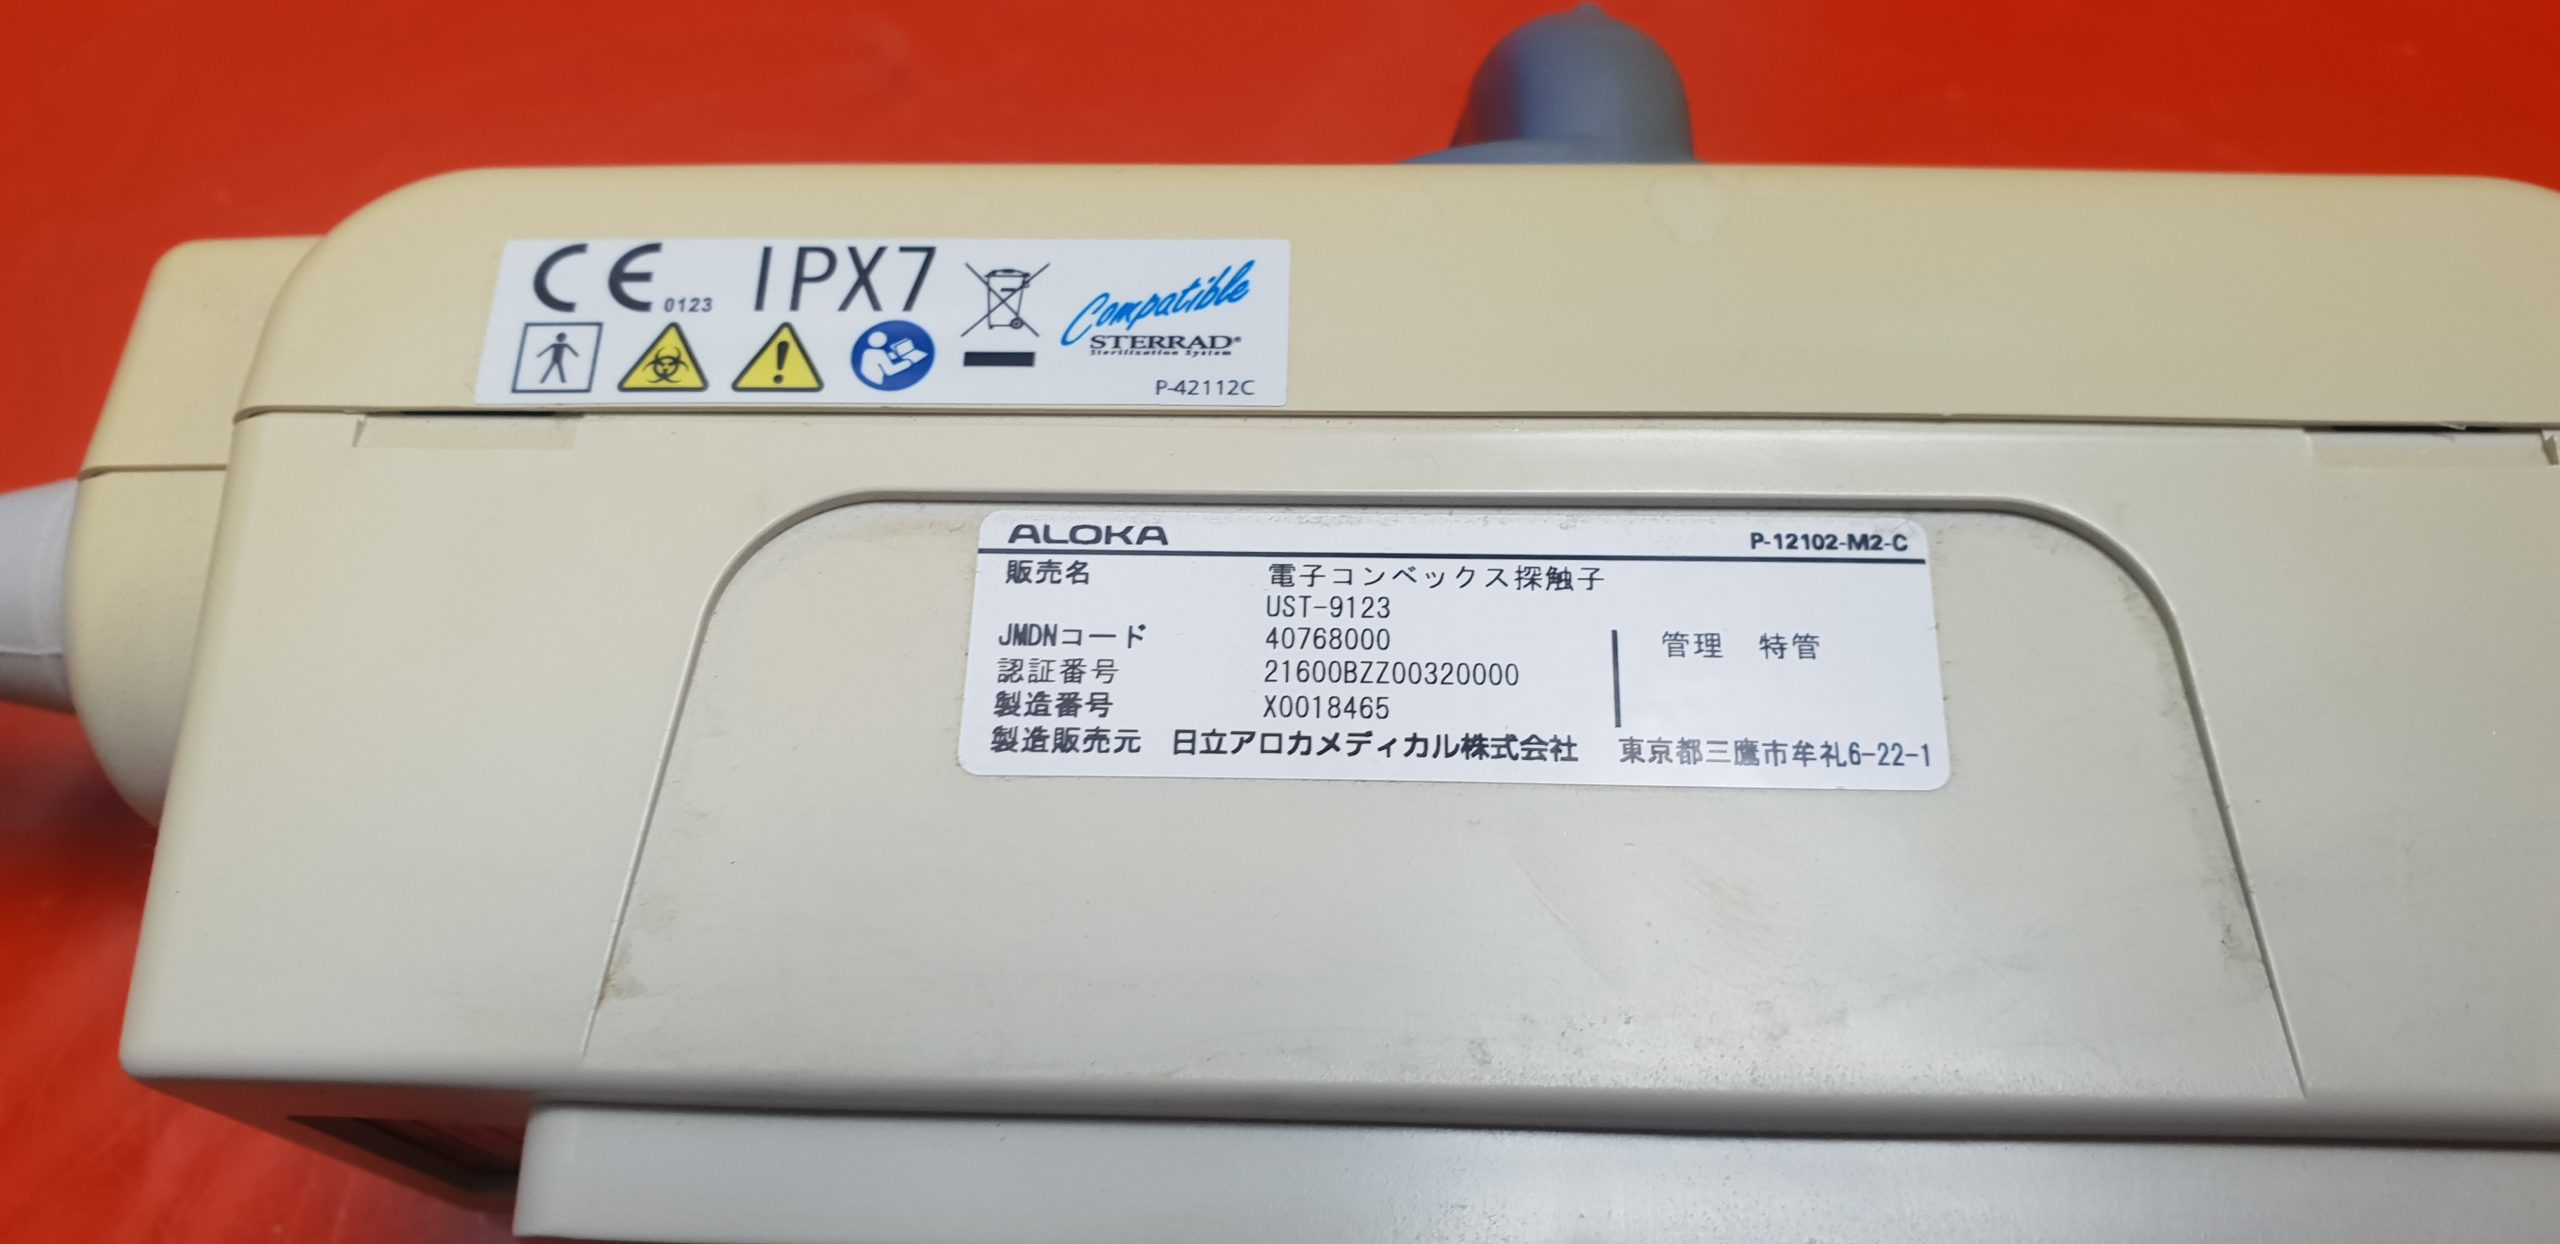 CE 0123 IPX7
Compatible
STERRAD®
Sterilization System
P-42112C
ALOKA P-12102-M2-C
販売名 電子コンベックス探触子
UST-9123
JMDNコード 40768000 管理 特管
認証番号 21600BZZ00320000
製造番号 X0018465
製造販売元 日立アロカメディカル株式会社 東京都三鷹市牟礼6-22-1